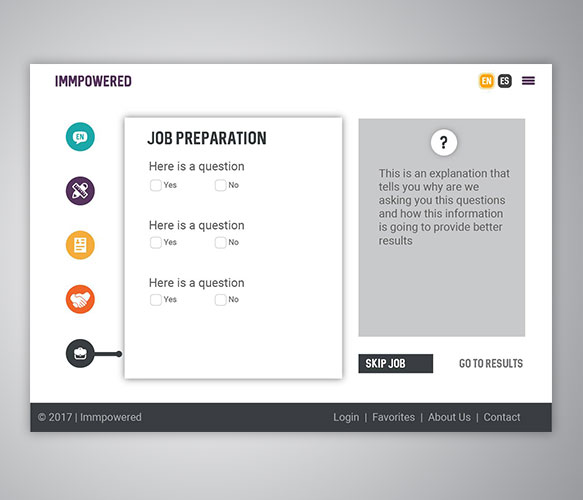 IMMPOWERED
EN ES
EN
JOB PREPARATION
Here is a question
Yes No
Here is a question
Yes No
Here is a question
Yes No
?
This is an explanation that
tells you why are we
asking you this questions
and how this information
is going to provide better
results
SKIP JOB
GO TO RESULTS
© 2017 | Immpowered
Login | Favorites | About Us | Contact